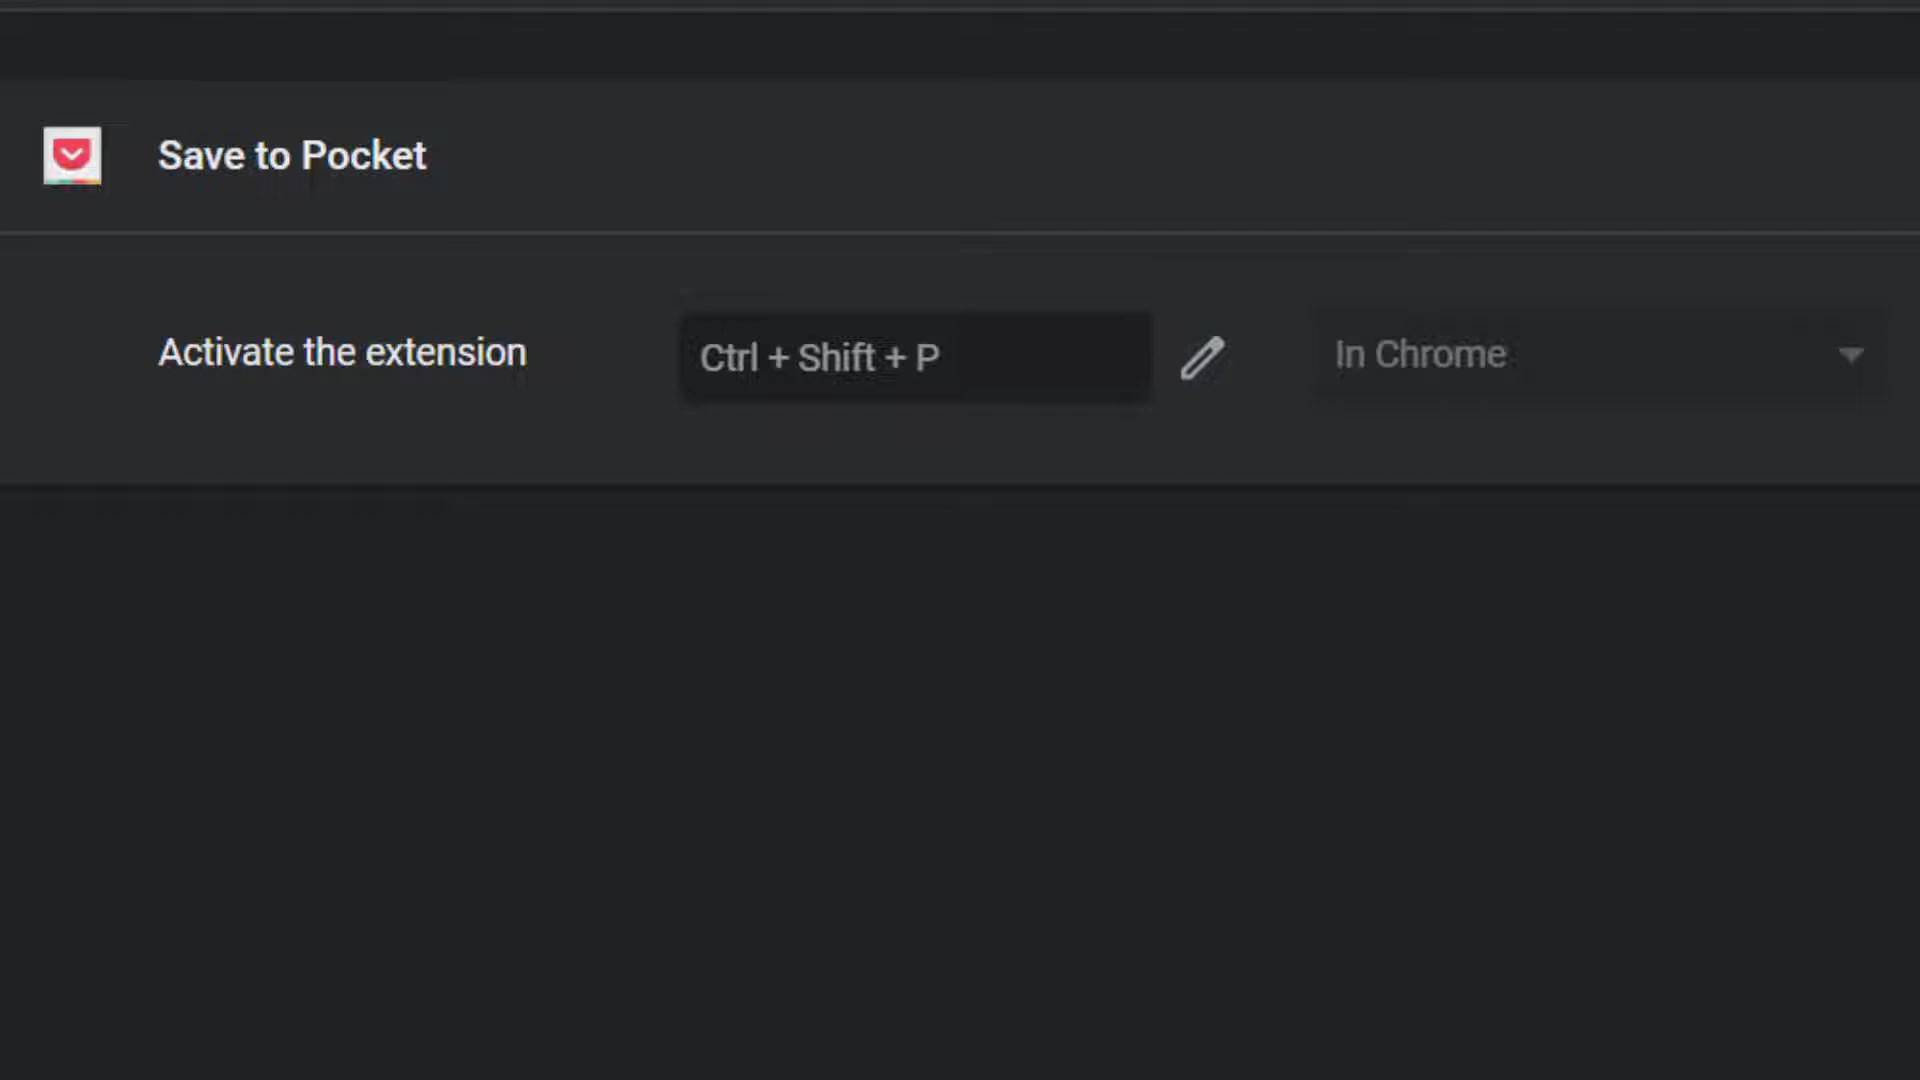 Save to Pocket
Activate the extension
Ctrl + Shift + P
In Chrome